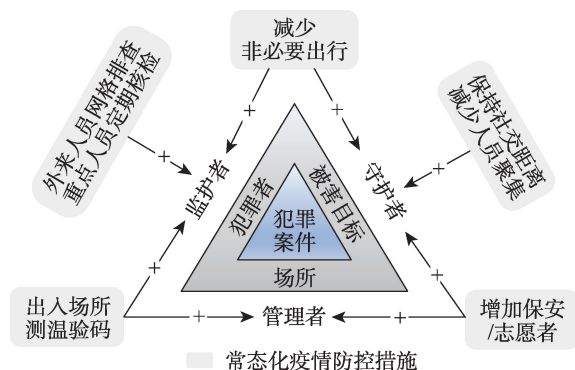 减少
非必要出行
外来人员网格排查
重点人员定期核检
保持社交距离
减少人员聚集
+
+
+
+
监护者
守护者
犯罪者
被害目标
犯罪
案件
场所
+
+
出入场所
测温验码
+
管理者
+
增加保安
/志愿者
常态化疫情防控措施